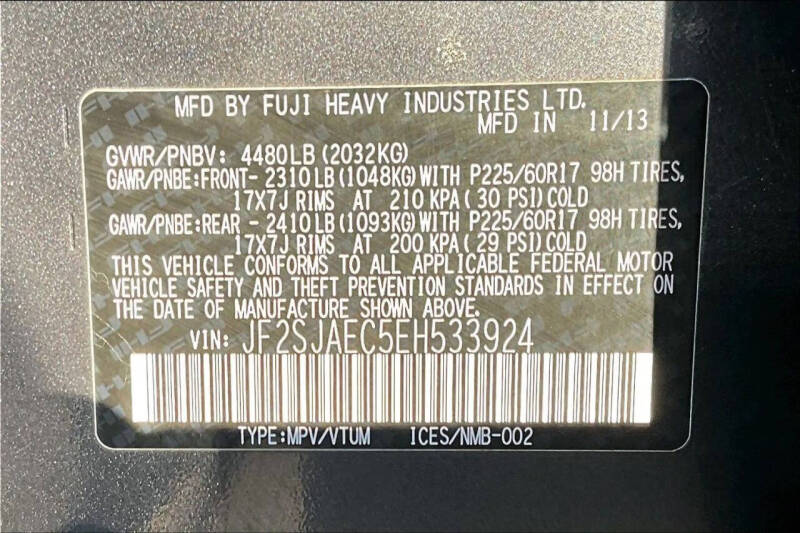 MFD BY FUJI HEAVY INDUSTRIES LTD.
MFD IN 11/13
GVWR/PNBV: 4480LB (2032KG)
GAWR/PNBE:FRONT- 2310LB (1048KG)WITH P225/60R17 98H TIRES,
17X7J RIMS AT 210 KPA( 30 PSI)COLD
GAWR/PNBE:REAR - 2410LB (1093KG)WITH P225/60R17 98H TIRES,
17X7J RIMS AT 200 KPA( 29 PSI)COLD
THIS VEHICLE CONFORMS TO ALL APPLICABLE FEDERAL MOTOR
VEHICLE SAFETY AND THEFT PREVENTION STANDARDS IN EFFECT ON
THE DATE OF MANUFACTURE SHOWN ABOVE.
VIN: JF2SJAEC5EH533924
TYPE:MPV/VTUM ICES/NMB-002